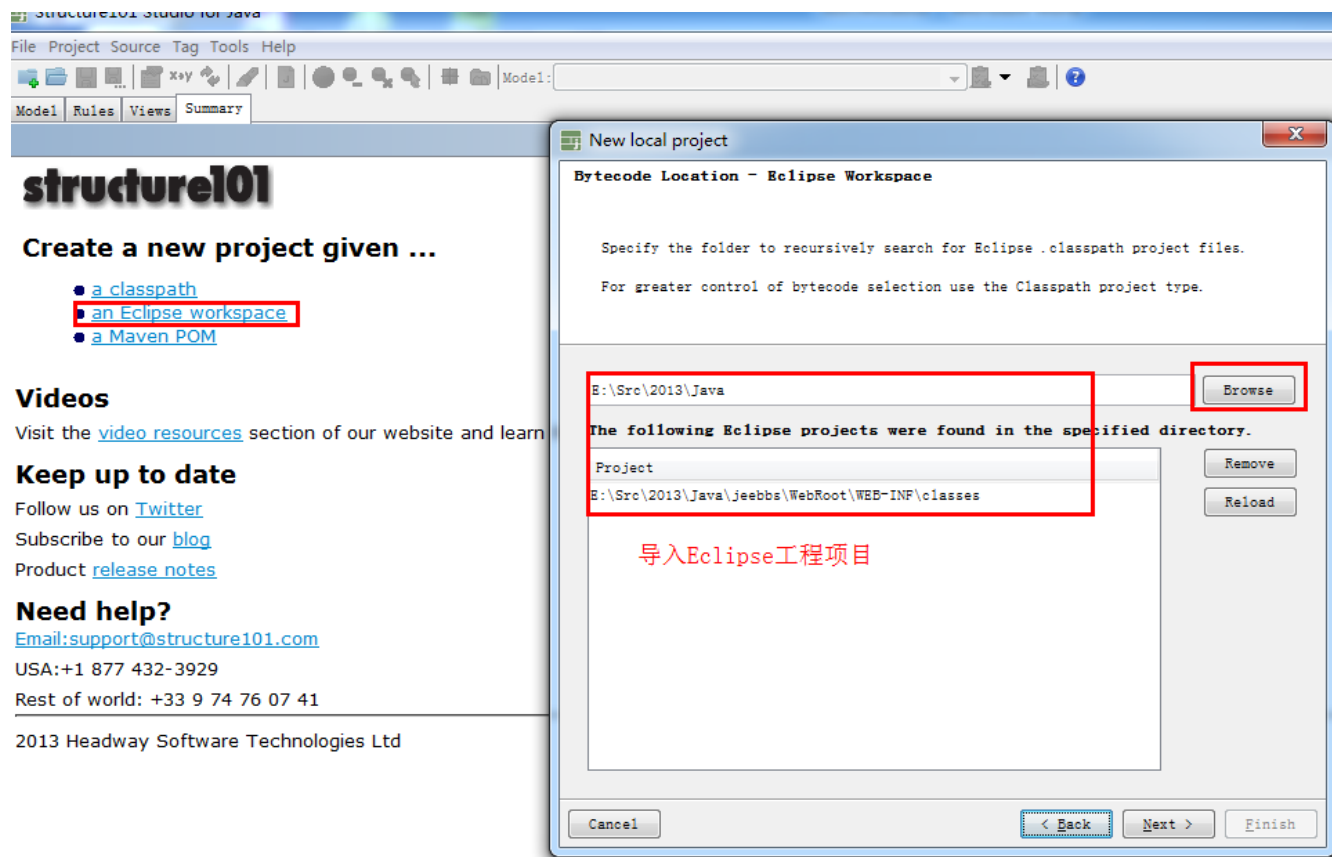 Structure101 Studio for Java
File Project Source Tag Tools Help
Model:
Model Rules Views Summary
structure101
Create a new project given ...
a classpath
an Eclipse workspace
a Maven POM
Videos
Visit the video resources section of our website and learn
Keep up to date
Follow us on Twitter
Subscribe to our blog
Product release notes
Need help?
Email:support@structure101.com
USA:+1 877 432-3929
Rest of world: +33 9 74 76 07 41
2013 Headway Software Technologies Ltd
New local project
Bytecode Location - Eclipse Workspace
Specify the folder to recursively search for Eclipse .classpath project files.
For greater control of bytecode selection use the Classpath project type.
E:\Src\2013\Java
Browse
The following Eclipse projects were found in the specified directory.
Project
Remove
E:\Src\2013\Java\jeebbs\WebRoot\WEB-INF\classes
Reload
导入Eclipse工程项目
Cancel
< Back
Next >
Finish